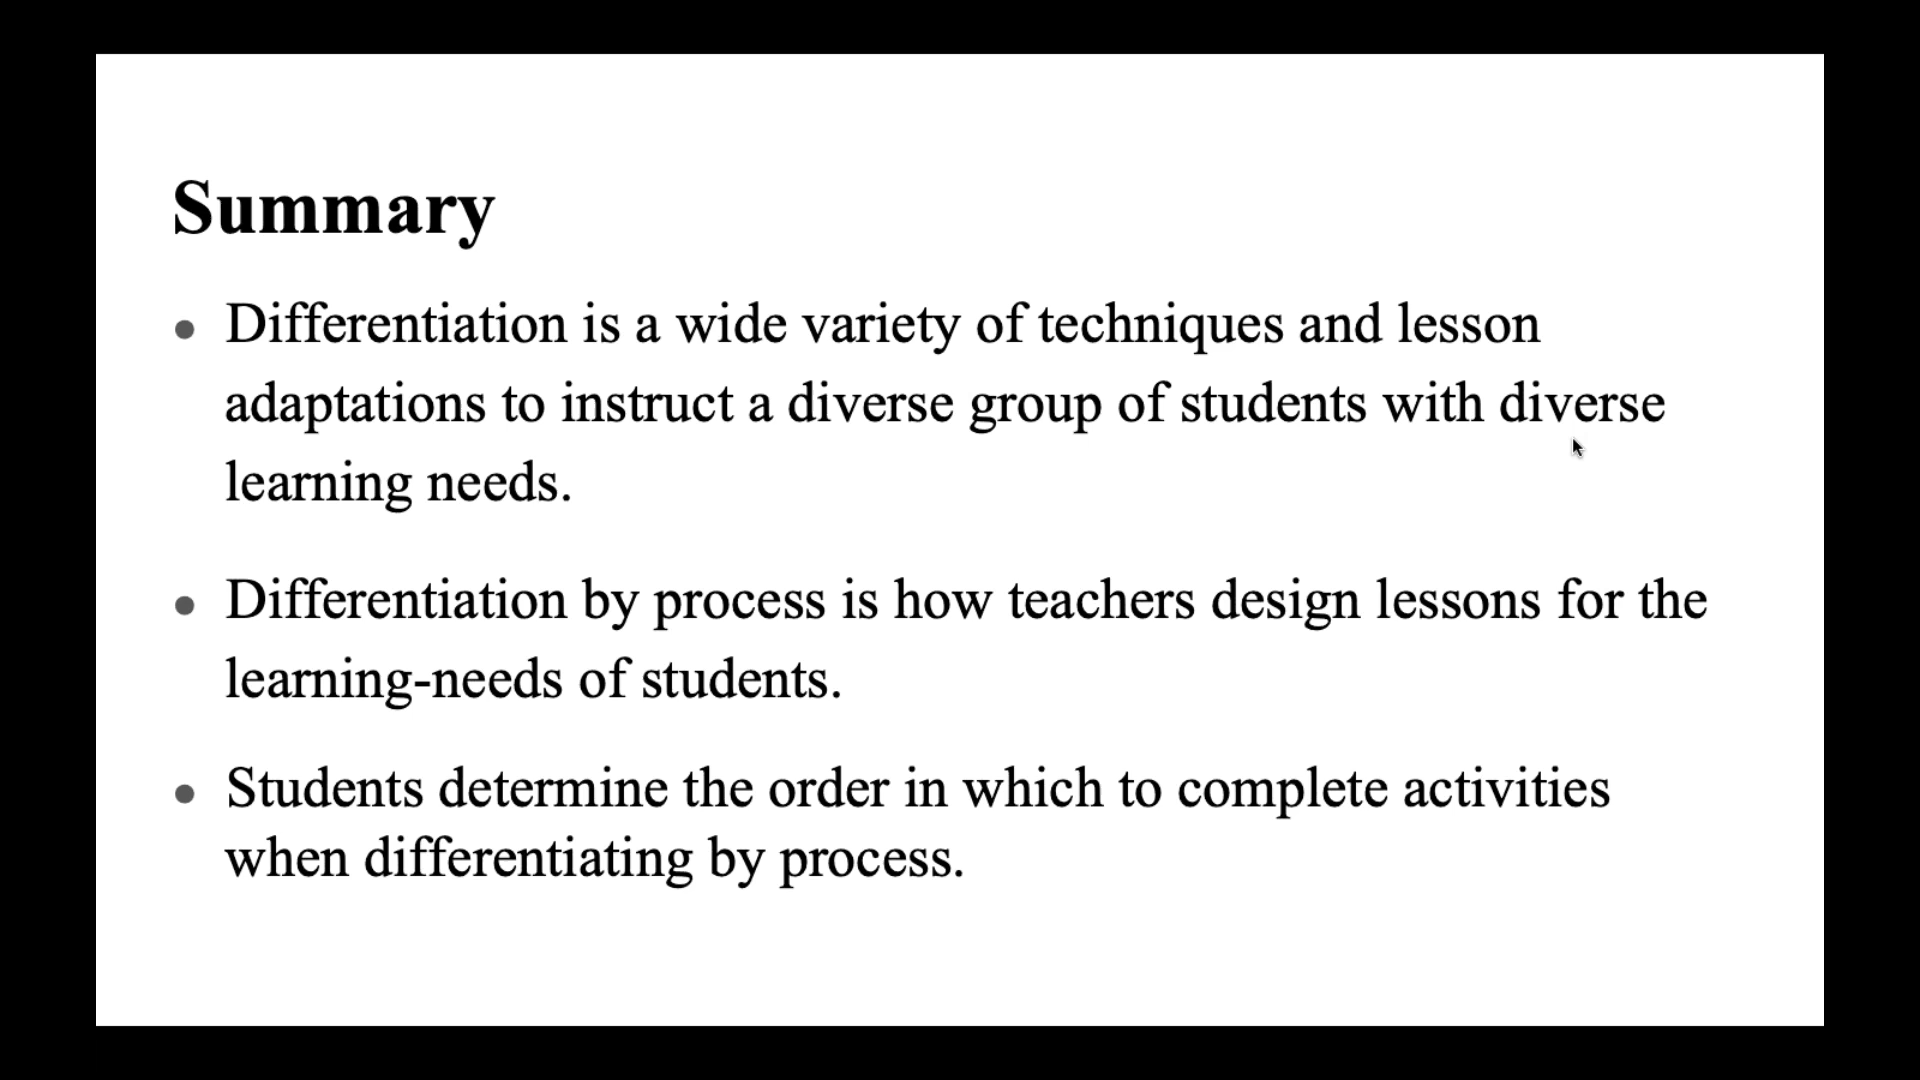 Summary
• Differentiation is a wide variety of techniques and lesson
adaptations to instruct a diverse group of students with diverse
learning needs.
• Differentiation by process is how teachers design lessons for the
learning-needs of students.
• Students determine the order in which to complete activities
when differentiating by process.